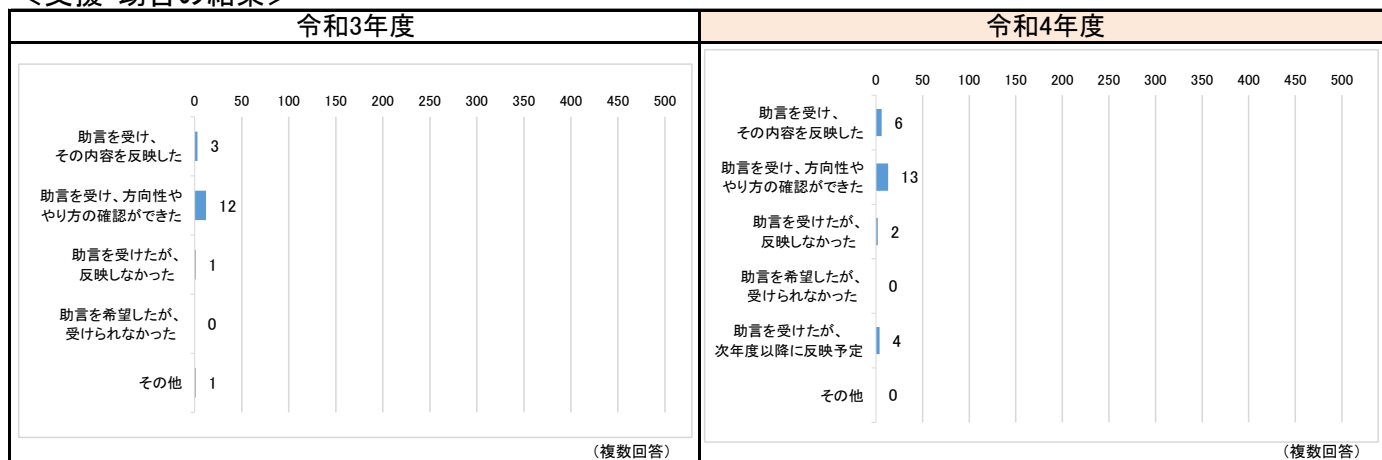 ＜支援・助言の結果＞
令和3年度
0 50 100 150 200 250 300 350 400 450 500
助言を受け、
その内容を反映した
3
助言を受け、方向性や
やり方の確認ができた
12
助言を受けたが、
反映しなかった
1
助言を希望したが、
受けられなかった
0
その他
1
（複数回答）
令和4年度
0 50 100 150 200 250 300 350 400 450 500
助言を受け、
その内容を反映した
6
助言を受け、方向性や
やり方の確認ができた
13
助言を受けたが、
反映しなかった
2
助言を希望したが、
受けられなかった
0
助言を受けたが、
次年度以降に反映予定
4
その他
0
（複数回答）